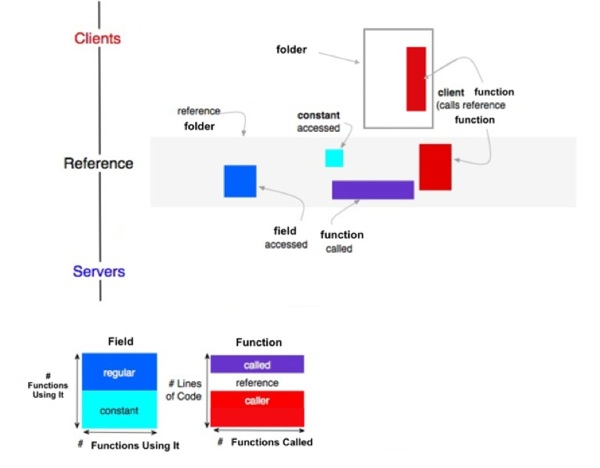 Clients
folder
client function
(calls reference
function
reference
folder
constant
accessed
Reference
field
accessed
function
called
Servers
Field
Function
regular
constant
#
Functions
Using It
# Functions Using It
called
reference
caller
# Lines
of Code
# Functions Called